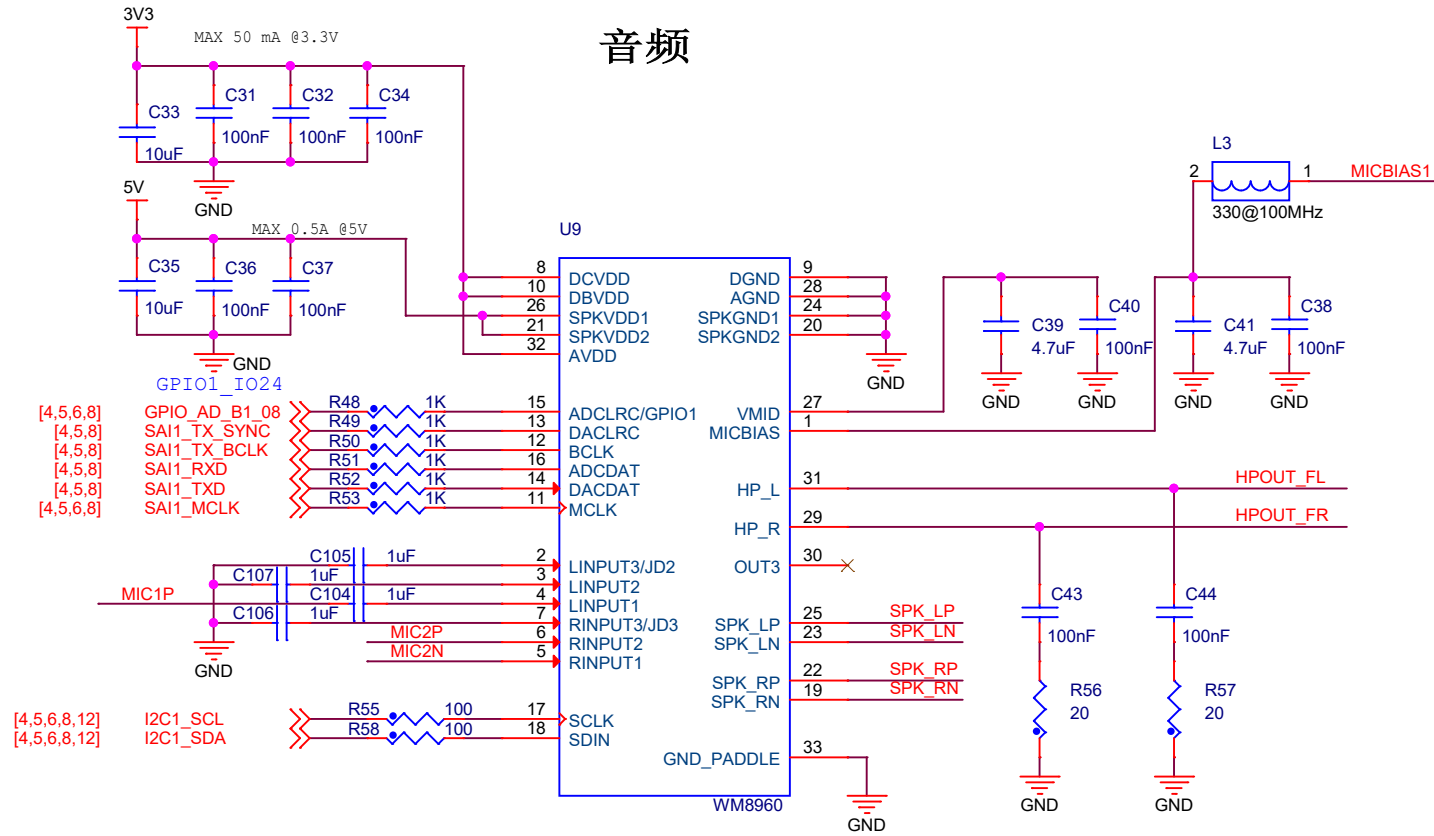 音频
3V3
MAX 50 mA @3.3V
C33
10uF
C31
100nF
C32
100nF
C34
100nF
GND
5V
MAX 0.5A @5V
C35
10uF
C36
100nF
C37
100nF
GND
L3
2
1
MICBIAS1
330@100MHz
U9
8 DCVDD
10 DBVDD
26 SPKVDD1
21 SPKVDD2
32 AVDD
DGND 9
AGND 28
SPKGND1 24
SPKGND2 20
GND
C39
4.7uF
GND
C40
100nF
GND
C41
4.7uF
GND
C38
100nF
GND
GPIO1_IO24
[4,5,6,8] GPIO_AD_B1_08 R48 1K 15 ADCLRC/GPIO1
[4,5,8] SAI1_TX_SYNC R49 1K 13 DACLRC
[4,5,8] SAI1_TX_BCLK R50 1K 12 BCLK
[4,5,8] SAI1_RXD R51 1K 16 ADCDAT
[4,5,8] SAI1_TXD R52 1K 14 DACDAT
[4,5,6,8] SAI1_MCLK R53 1K 11 MCLK
VMID 27
MICBIAS 1
HP_L 31 HPOUT_FL
HP_R 29 HPOUT_FR
OUT3 30
C105 1uF 2 LINPUT3/JD2
C107 1uF 3 LINPUT2
MIC1P C104 1uF 4 LINPUT1
C106 1uF 7 RINPUT3/JD3
MIC2P 6 RINPUT2
MIC2N 5 RINPUT1
GND
SPK_LP 25 SPK_LP
SPK_LN 23 SPK_LN
SPK_RP 22 SPK_RP
SPK_RN 19 SPK_RN
C43
100nF
R56
20
GND
C44
100nF
R57
20
GND
[4,5,6,8,12] I2C1_SCL R55 100 17 SCLK
[4,5,6,8,12] I2C1_SDA R58 100 18 SDIN
GND_PADDLE 33
GND
WM8960